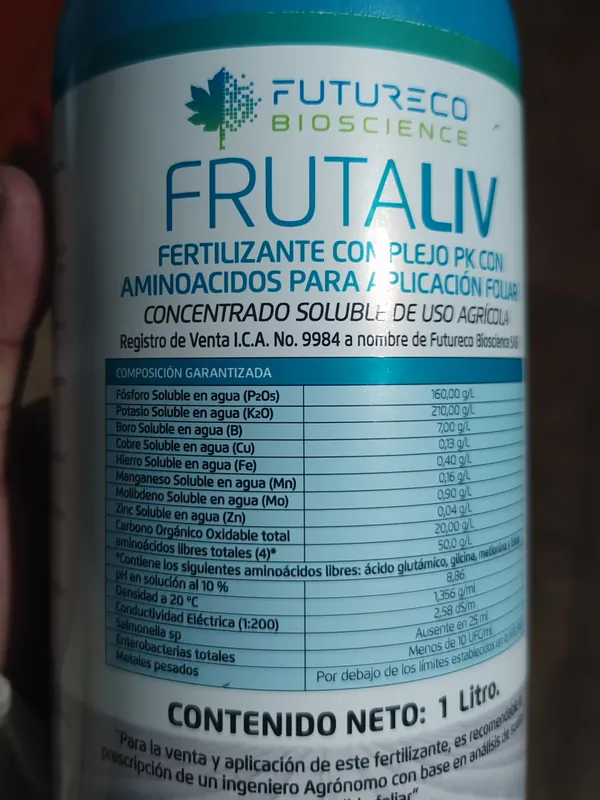 FUTURECO
BIOSCIENCE
FRUTALIV
FERTILIZANTE COMPLEJO PK CON
AMINOACIDOS PARA APLICACIÓN FOLIAR
CONCENTRADO SOLUBLE DE USO AGRÍCOLA
Registro de Venta I.C.A. No. 9984 a nombre de Futureco Bioscience SAS
COMPOSICIÓN GARANTIZADA
Fósforo Soluble en agua (P2O5) 160,00 g/L
Potasio Soluble en agua (K2O) 210,00 g/L
Boro Soluble en agua (B) 7,00 g/L
Cobre Soluble en agua (Cu) 0,13 g/L
Hierro Soluble en agua (Fe) 0,40 g/L
Manganeso Soluble en agua (Mn) 0,16 g/L
Molibdeno Soluble en agua (Mo) 0,90 g/L
Zinc Soluble en agua (Zn) 0,04 g/L
Carbono Orgánico Oxidable total 20,00 g/L
aminoácidos libres totales (4)* 50,0 g/L
*Contiene los siguientes aminoácidos libres: ácido glutámico, glicina, metionina y
pH en solución al 10 % 8,86
Densidad a 20 °C 1,356 g/ml
Conductividad Eléctrica (1:200) 2,58 dS/m
Salmonella sp Ausente en 25 ml
Enterobacterias totales Menos de 10 UFC/ml
Metales pesados Por debajo de los límites establecidos en
CONTENIDO NETO: 1 Litro.
"Para la venta y aplicación de este fertilizante, es recomendable
prescripción de un ingeniero Agrónomo con base en análisis de
foliar"